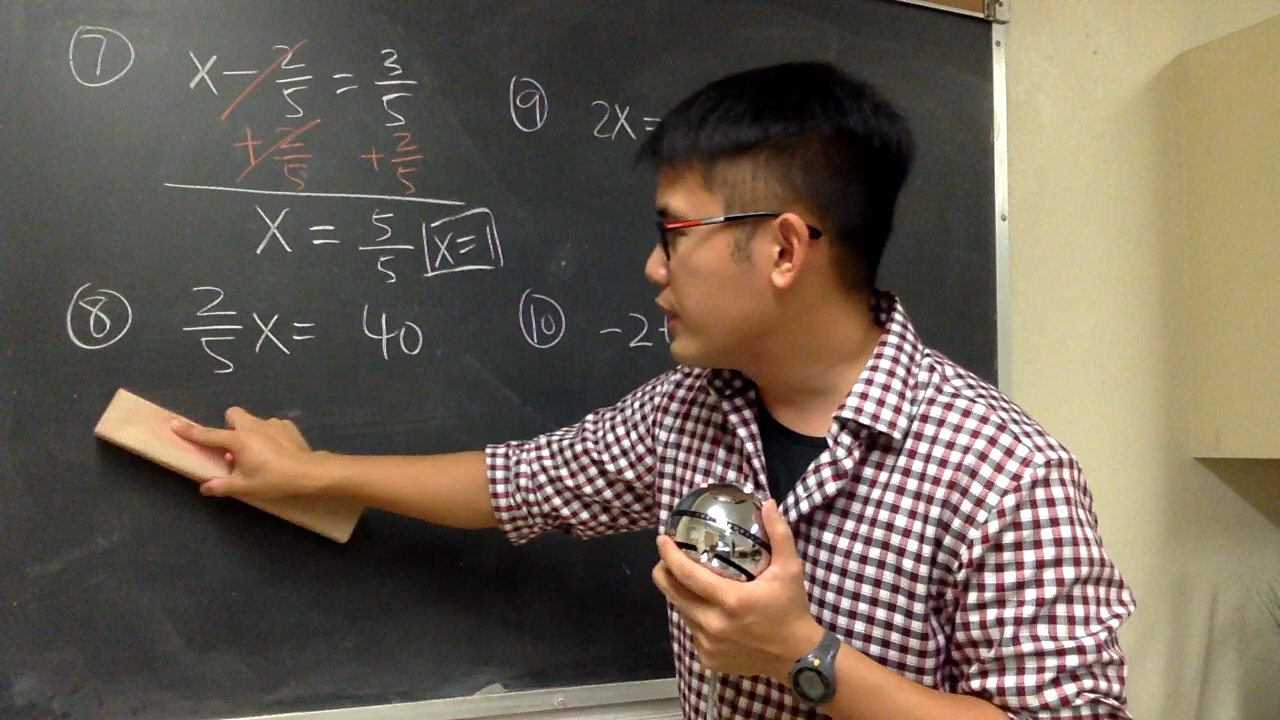 ⑦ x - 2/5 = 3/5
+ 2/5 + 2/5
x = 5/5 x=1
⑧ 2/5 x = 40
⑨ 2x=
⑩ -2+